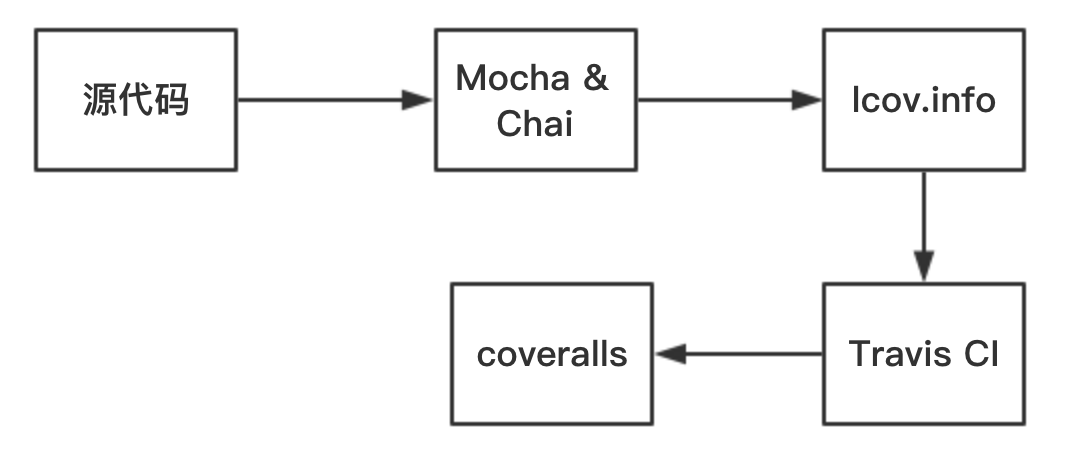 源代码
Mocha &
Chai
lcov.info
coveralls
Travis CI